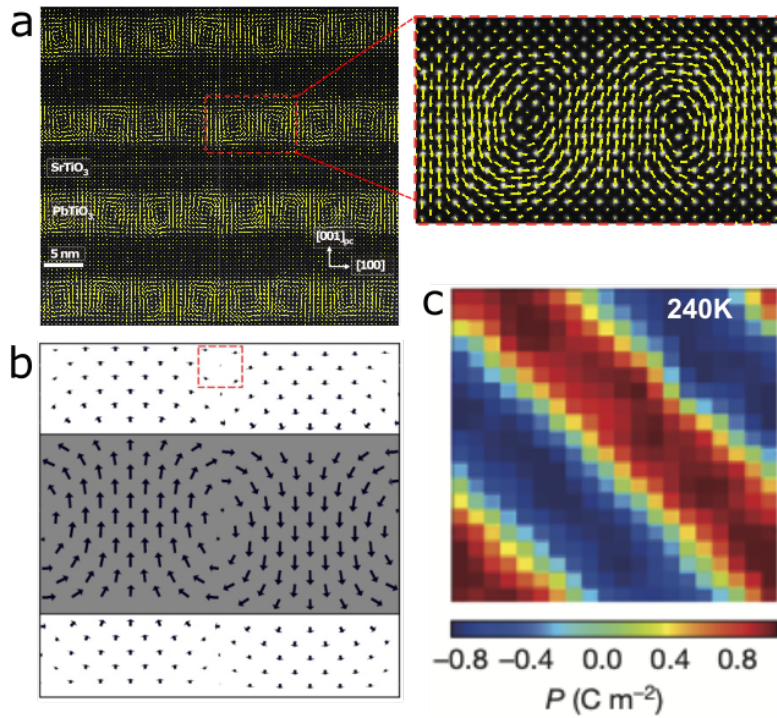 a
SrTiO₃
PbTiO₃
5 nm
[001]pc
[100]
b
c
240K
−0.8 −0.4 0.0 0.4 0.8
P (C m⁻²)